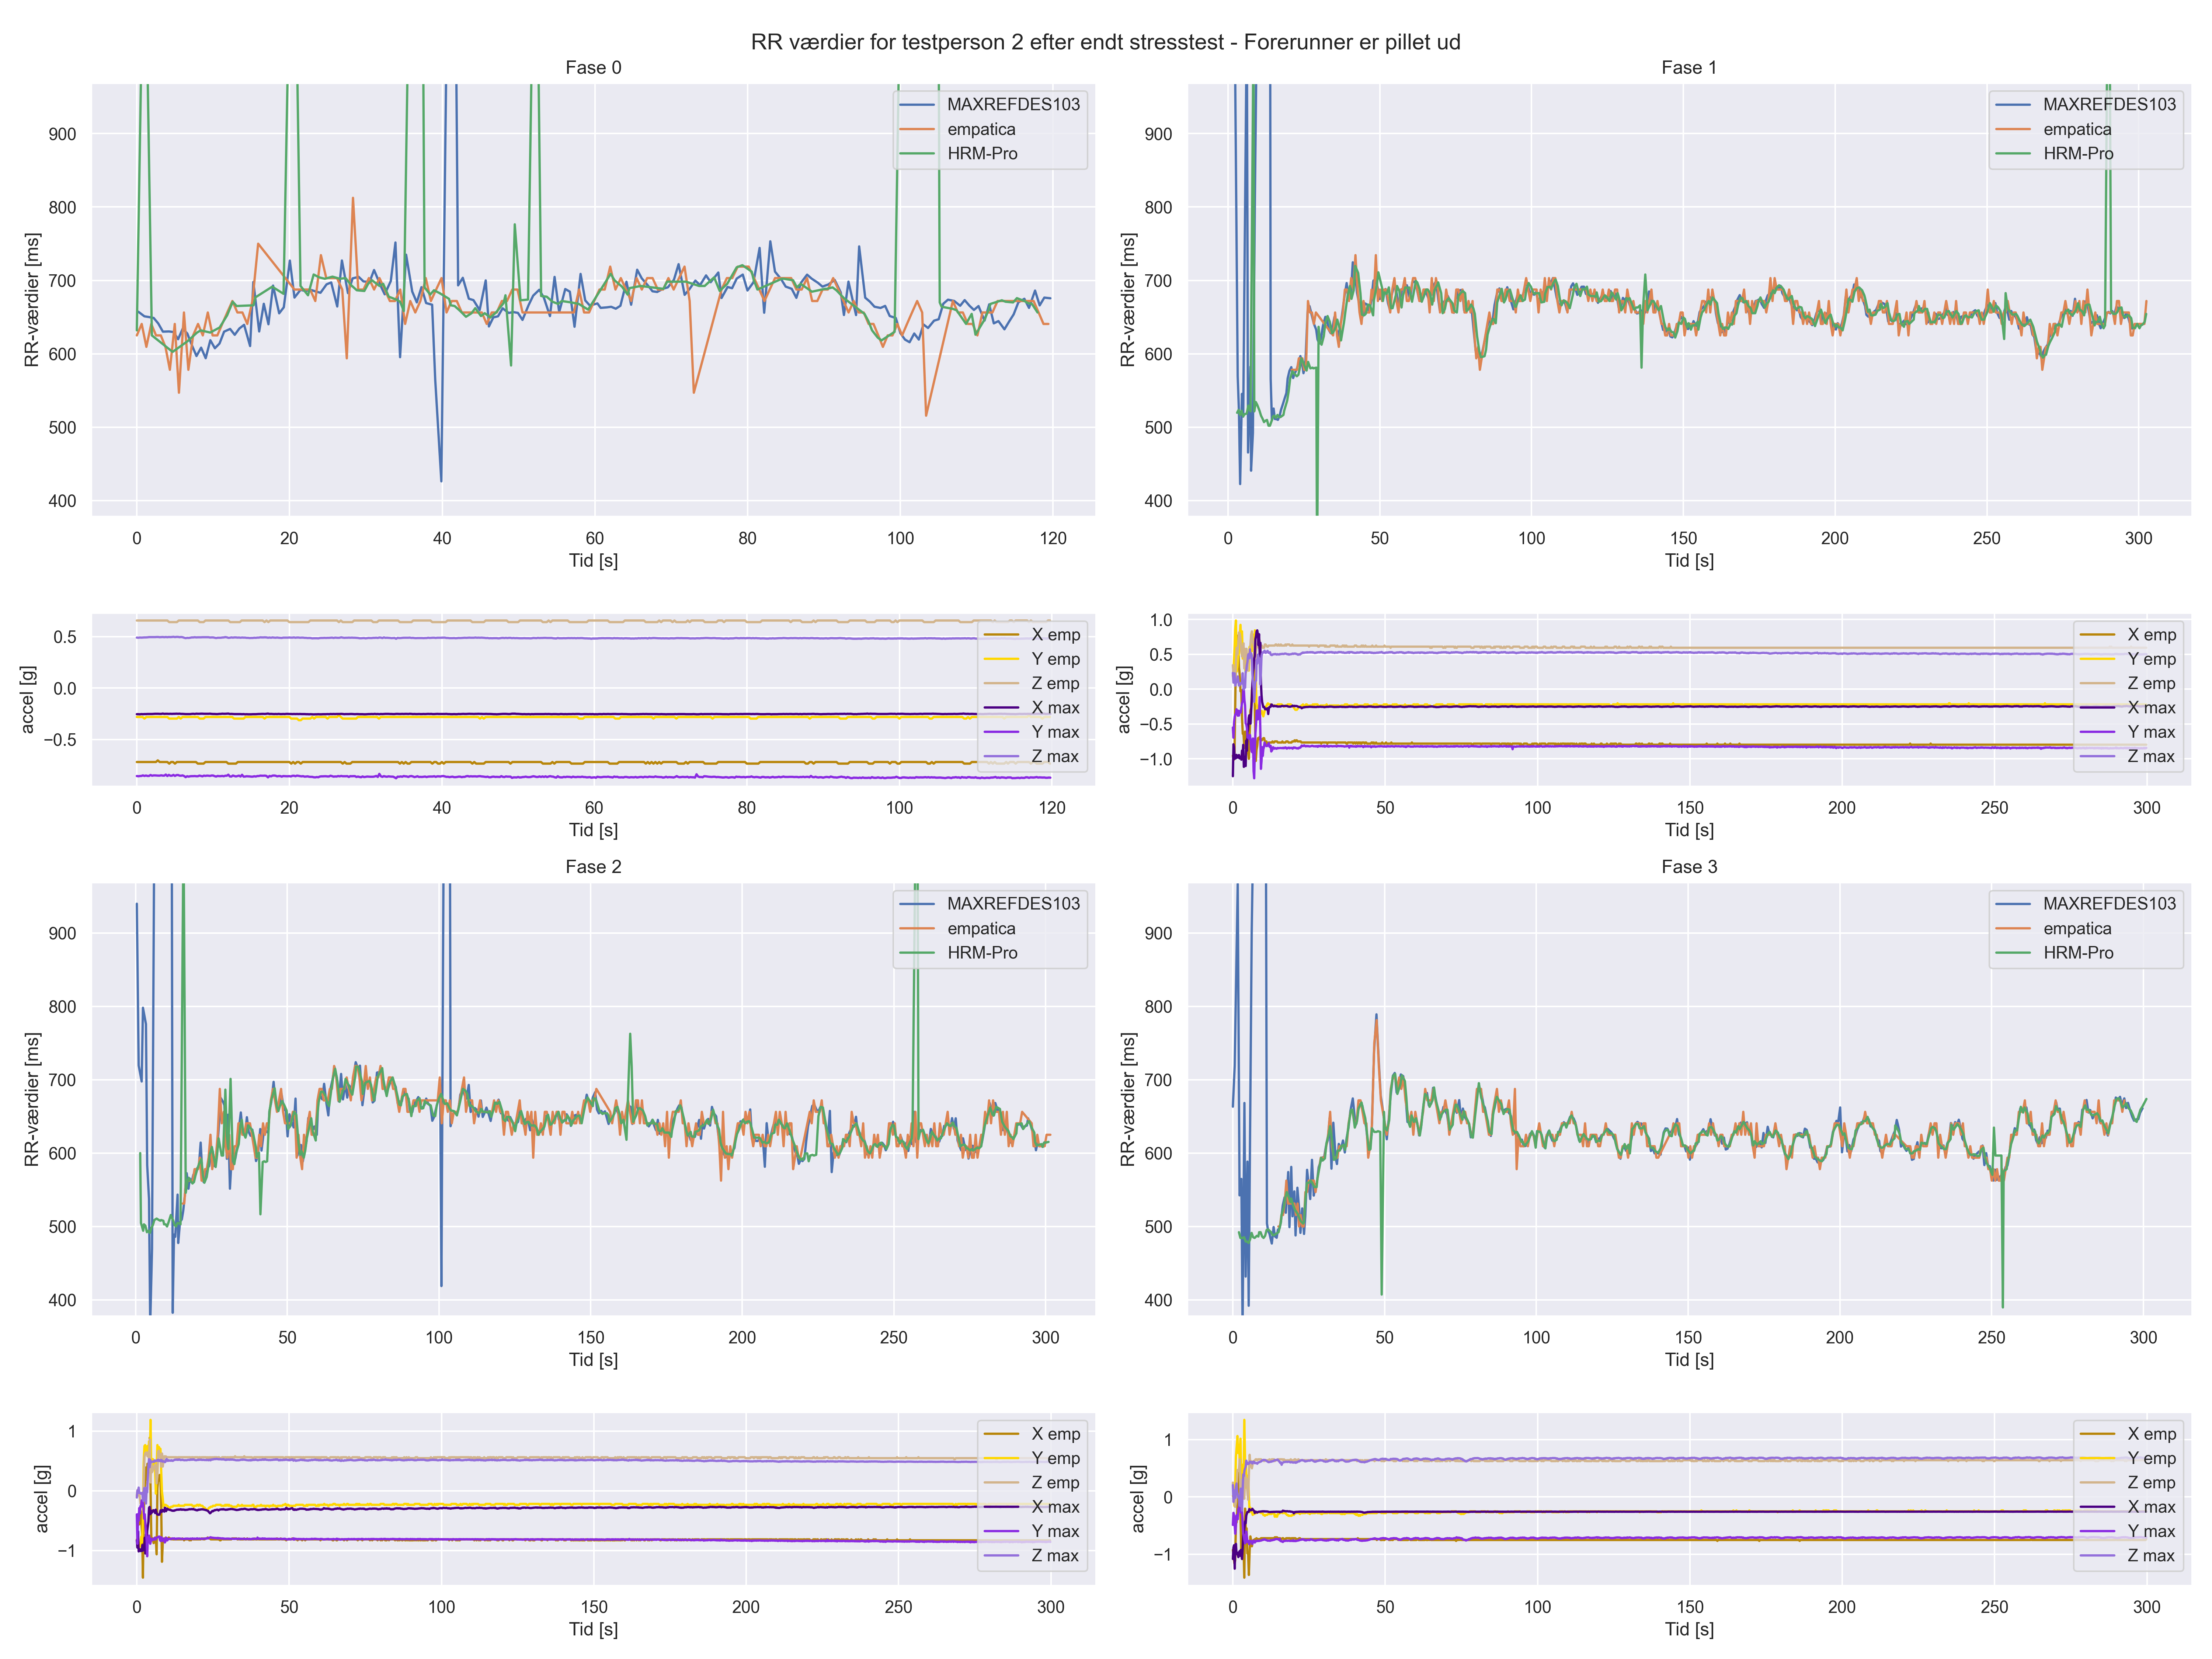 RR værdier for testperson 2 efter endt stresstest - Forerunner er pillet ud
Fase 0
RR-værdier [ms]
900
800
700
600
500
400
0 20 40 60 80 100 120
Tid [s]
MAXREFDES103
empatica
HRM-Pro
Fase 1
RR-værdier [ms]
900
800
700
600
500
400
0 50 100 150 200 250 300
Tid [s]
MAXREFDES103
empatica
HRM-Pro
accel [g]
0.5
0.0
−0.5
0 20 40 60 80 100 120
Tid [s]
X emp
Y emp
Z emp
X max
Y max
Z max
accel [g]
1.0
0.5
0.0
−0.5
−1.0
0 50 100 150 200 250 300
Tid [s]
X emp
Y emp
Z emp
X max
Y max
Z max
Fase 2
RR-værdier [ms]
900
800
700
600
500
400
0 50 100 150 200 250 300
Tid [s]
MAXREFDES103
empatica
HRM-Pro
Fase 3
RR-værdier [ms]
900
800
700
600
500
400
0 50 100 150 200 250 300
Tid [s]
MAXREFDES103
empatica
HRM-Pro
accel [g]
1
0
−1
0 50 100 150 200 250 300
Tid [s]
X emp
Y emp
Z emp
X max
Y max
Z max
accel [g]
1
0
−1
0 50 100 150 200 250 300
Tid [s]
X emp
Y emp
Z emp
X max
Y max
Z max